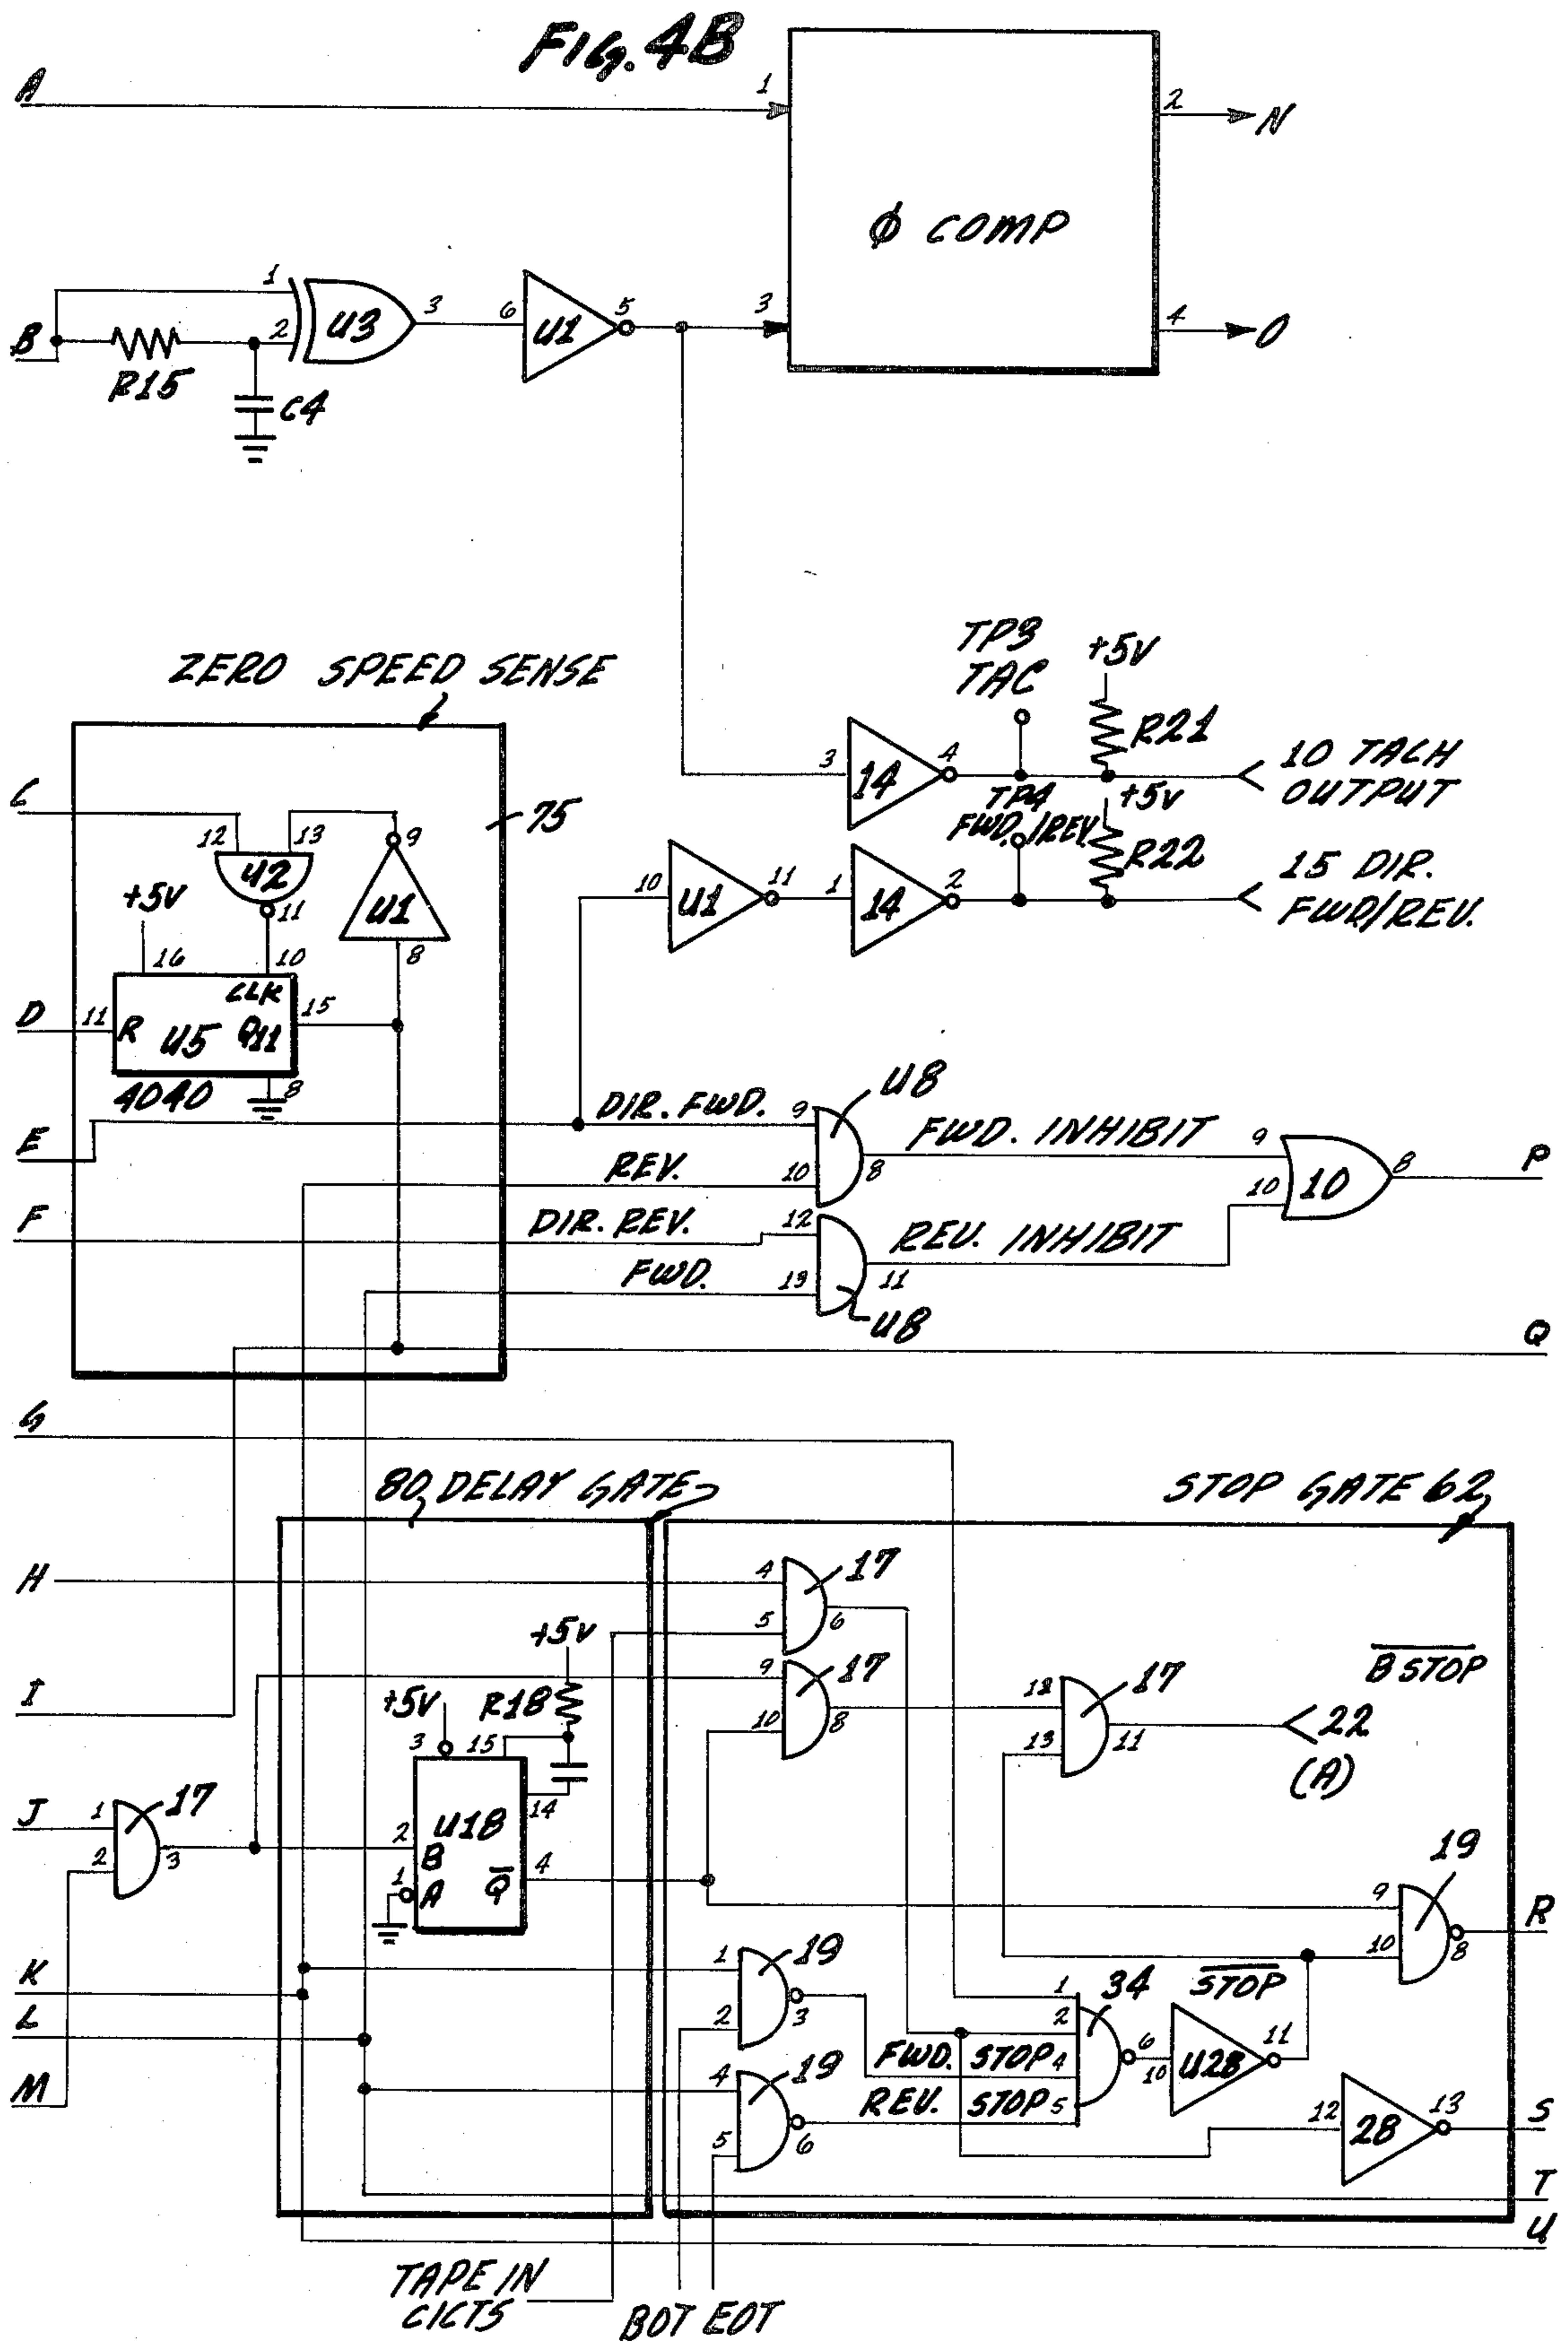 FIG. 4B
A
1
2
N
Ø COMP
B
1
2
U3
3
6
U1
5
3
4
O
R15
C4
ZERO SPEED SENSE
TP3
TAC
+5V
R21
3
14
4
10 TACH
OUTPUT
C
12
13
9
75
TP4
FWD./REV.
+5V
R22
U2
11
U1
8
10
U1
11
1
14
2
15 DIR.
FWD/REV.
+5V
16
10
CLK
D
11
R
U5
Q11
15
4040
8
E
DIR. FWD.
9
U8
FWD. INHIBIT
9
REV.
10
8
10
10
8
P
F
DIR. REV.
12
REV. INHIBIT
FWD.
13
11
U8
Q
G
80 DELAY GATE
STOP GATE 62
H
4
17
5
6
+5V
9
17
B STOP
I
+5V
R18
10
8
12
17
22
3
15
13
11
(A)
J
1
17
14
2
3
2
U18
B
4
19
1
A
Q
9
R
1
19
10
8
K
2
3
1
34
STOP
L
2
6
11
FWD. STOP 4
10
U28
M
4
19
REV. STOP 5
5
6
12
28
13
S
T
U
TAPE IN
CICTS
BOT EOT